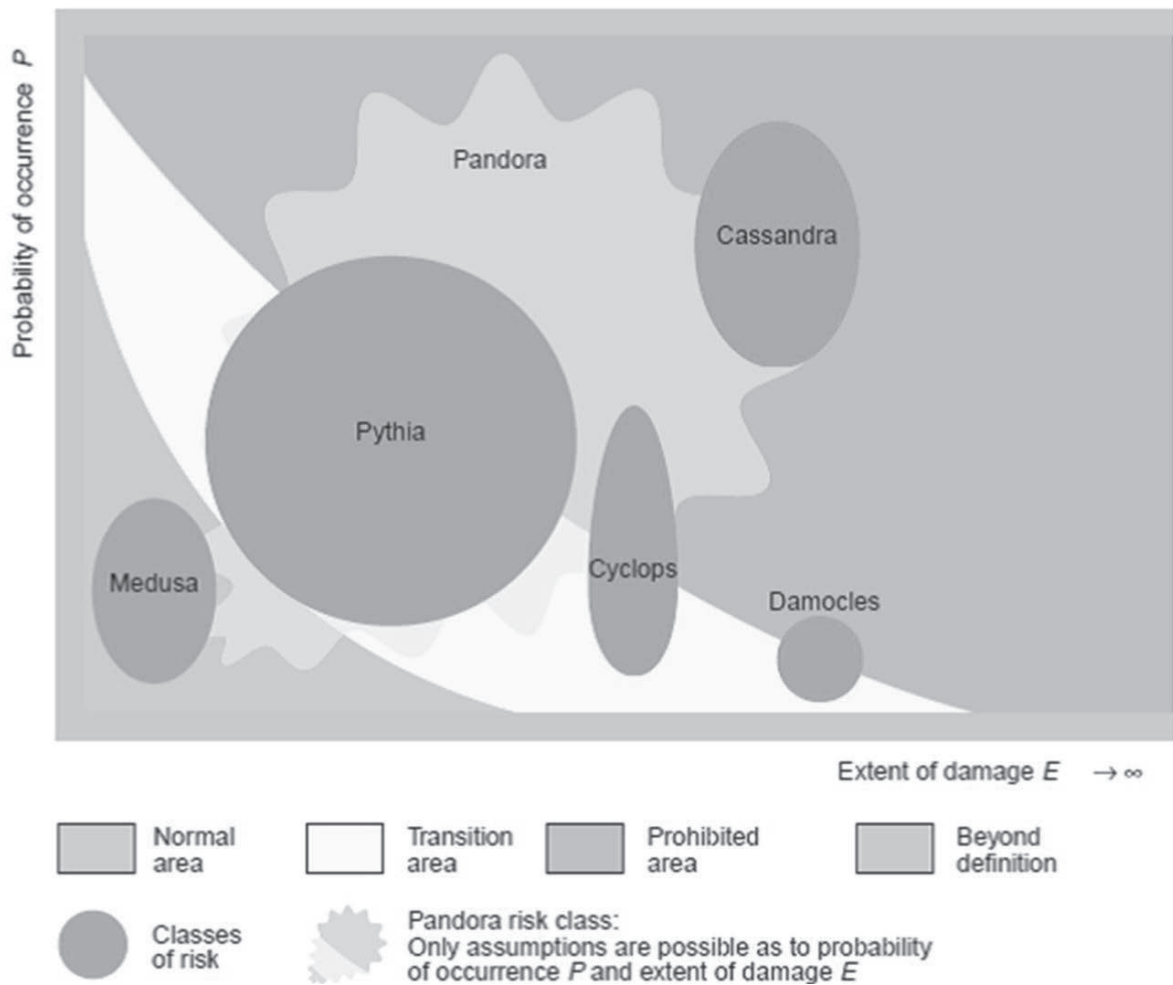 Probability of occurrence P
Pandora
Cassandra
Pythia
Medusa
Cyclops
Damocles
Extent of damage E → ∞
Normal
area
Transition
area
Prohibited
area
Beyond
definition
Classes
of risk
Pandora risk class:
Only assumptions are possible as to probability
of occurrence P and extent of damage E